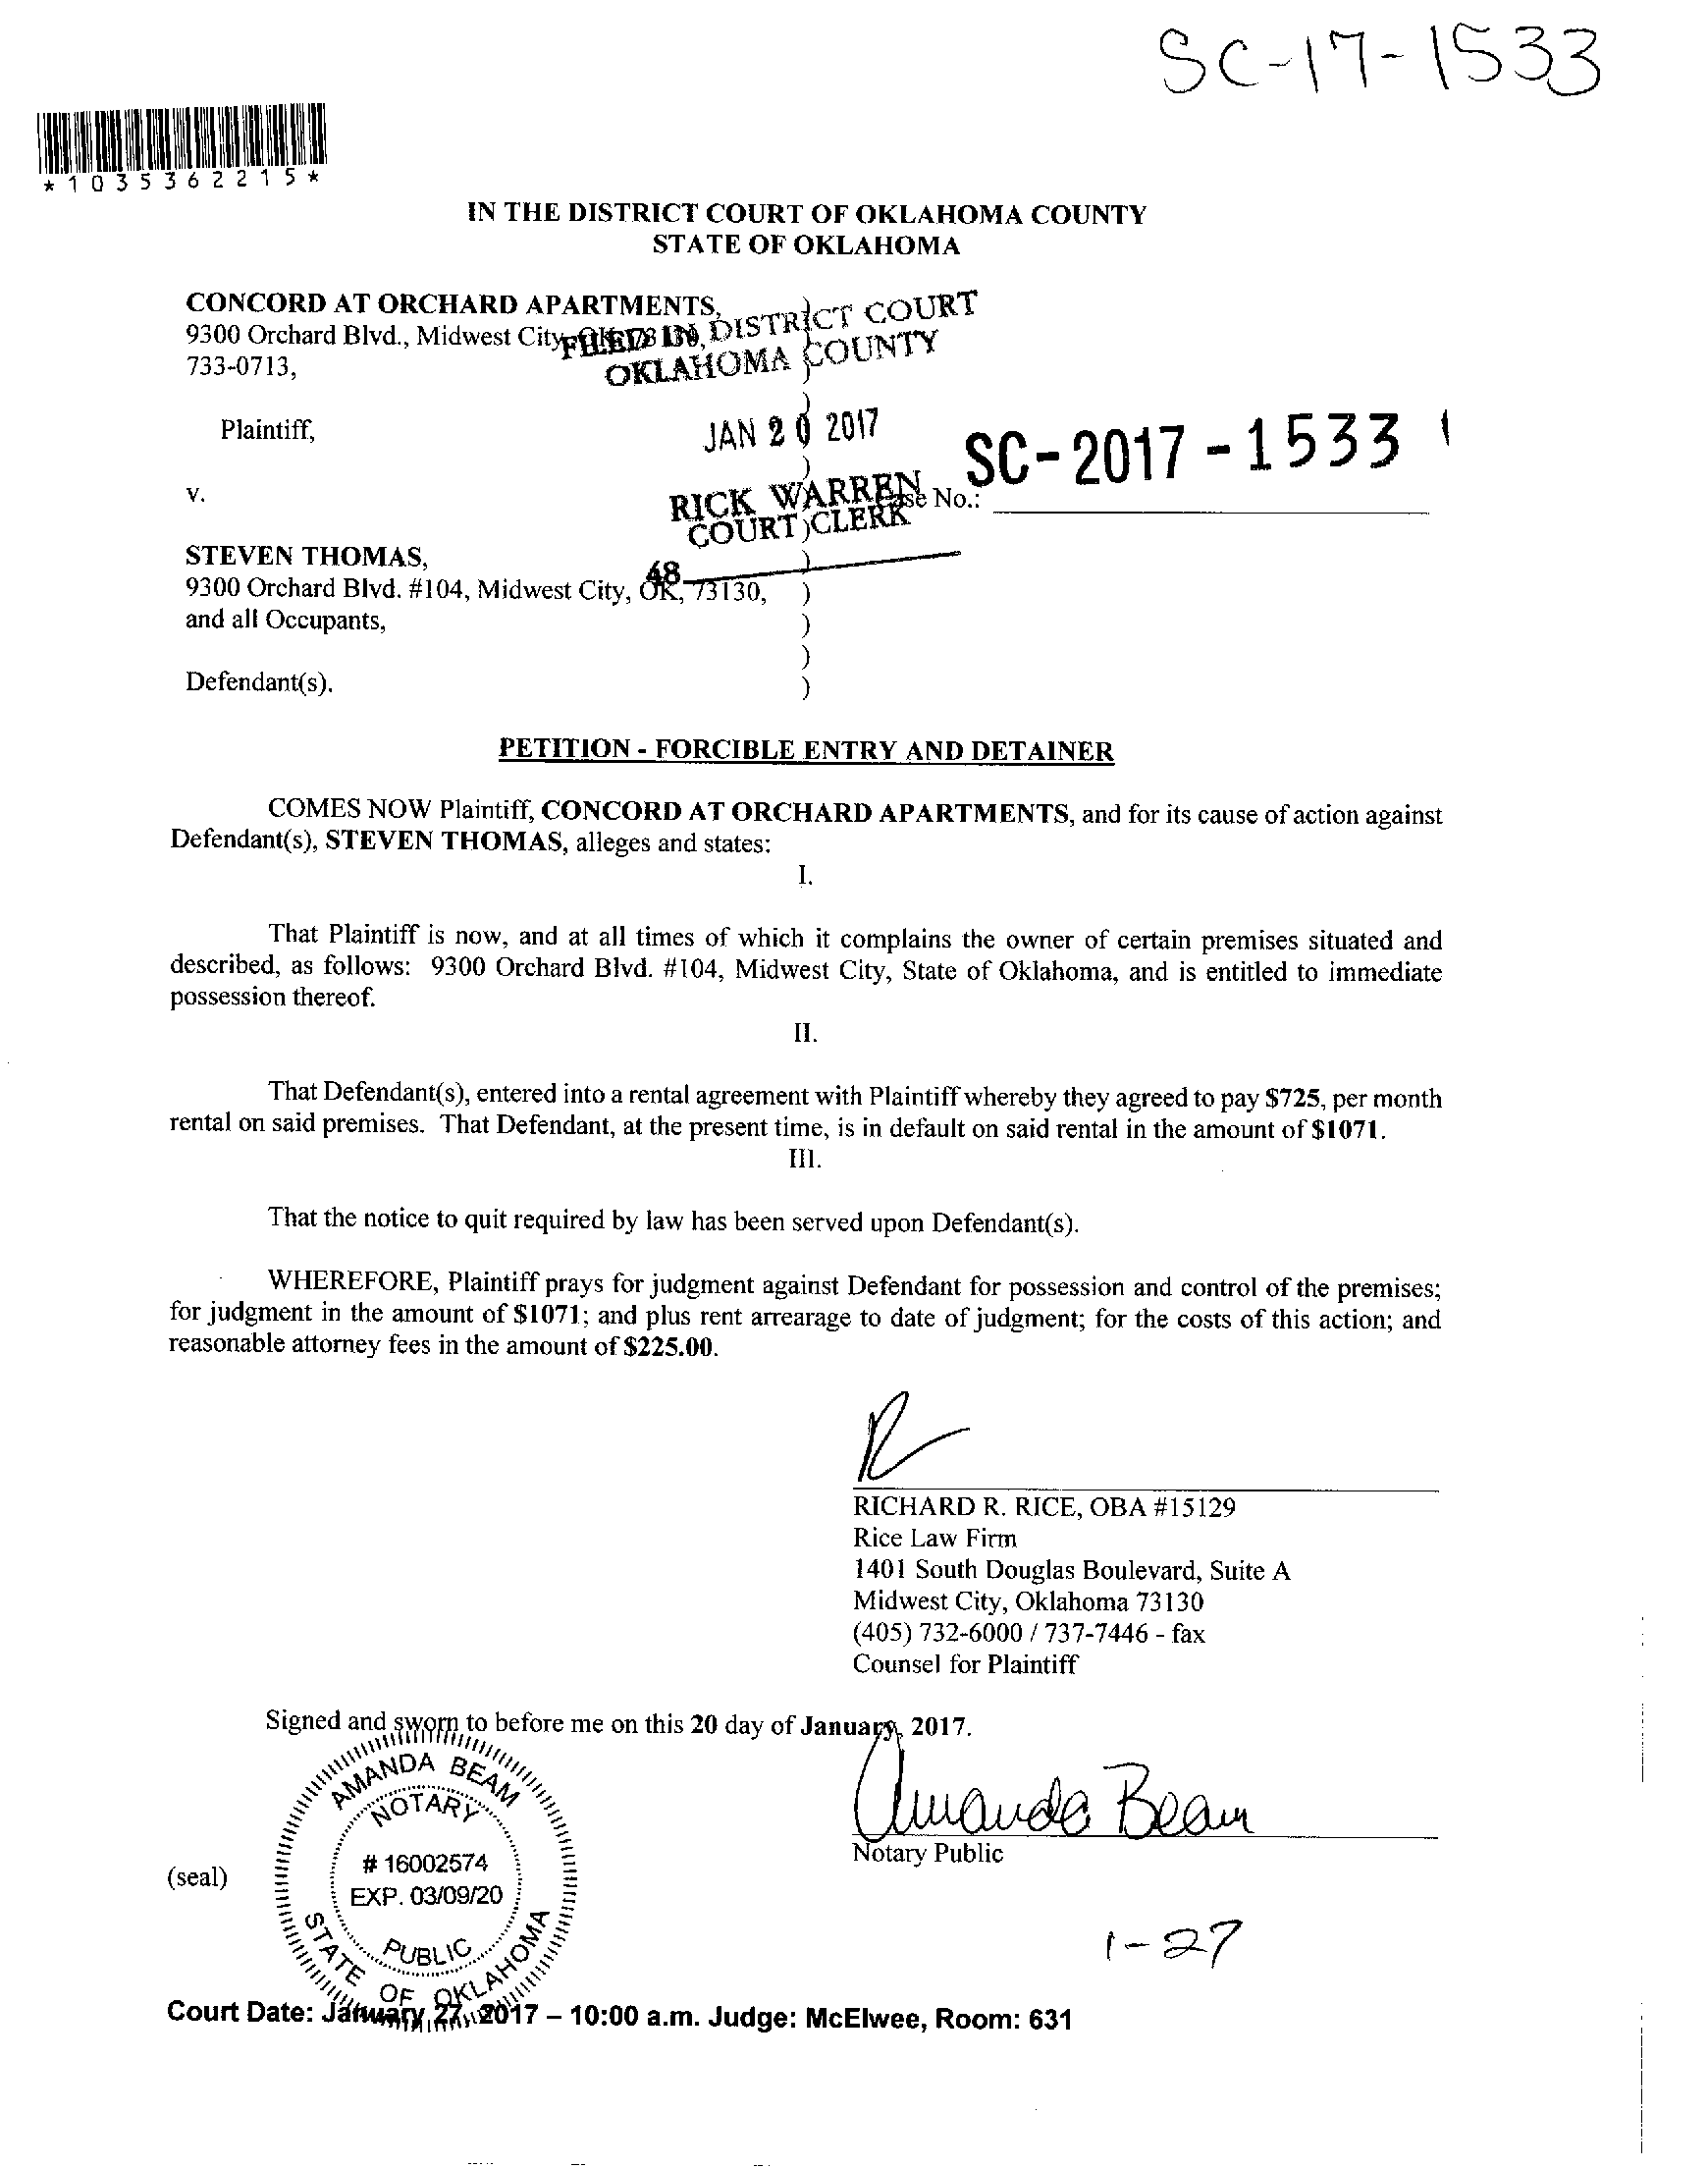 SC-17-1533
*1035362215*
IN THE DISTRICT COURT OF OKLAHOMA COUNTY
STATE OF OKLAHOMA
CONCORD AT ORCHARD APARTMENTS, )
9300 Orchard Blvd., Midwest City,
733-0713,
FILED IN DISTRICT COURT
OKLAHOMA COUNTY
)
Plaintiff,
JAN 20 2017
)
SC-2017-1533
v.
RICK WARREN
COURT CLERK
Case No.:
)
STEVEN THOMAS, )
48
9300 Orchard Blvd. #104, Midwest City, OK, 73130, )
and all Occupants, )
)
Defendant(s). )
PETITION - FORCIBLE ENTRY AND DETAINER
COMES NOW Plaintiff, CONCORD AT ORCHARD APARTMENTS, and for its cause of action against
Defendant(s), STEVEN THOMAS, alleges and states:
I.
That Plaintiff is now, and at all times of which it complains the owner of certain premises situated and
described, as follows: 9300 Orchard Blvd. #104, Midwest City, State of Oklahoma, and is entitled to immediate
possession thereof.
II.
That Defendant(s), entered into a rental agreement with Plaintiff whereby they agreed to pay $725, per month
rental on said premises. That Defendant, at the present time, is in default on said rental in the amount of $1071.
III.
That the notice to quit required by law has been served upon Defendant(s).
WHEREFORE, Plaintiff prays for judgment against Defendant for possession and control of the premises;
for judgment in the amount of $1071; and plus rent arrearage to date of judgment; for the costs of this action; and
reasonable attorney fees in the amount of $225.00.
RICHARD R. RICE, OBA #15129
Rice Law Firm
1401 South Douglas Boulevard, Suite A
Midwest City, Oklahoma 73130
(405) 732-6000 / 737-7446 - fax
Counsel for Plaintiff
Signed and sworn to before me on this 20 day of January, 2017.
AMANDA BEAM
NOTARY
# 16002574
EXP. 03/09/20
PUBLIC
STATE OF OKLAHOMA
Amanda Beam
Notary Public
(seal)
1-27
Court Date: January 27, 2017 – 10:00 a.m. Judge: McElwee, Room: 631